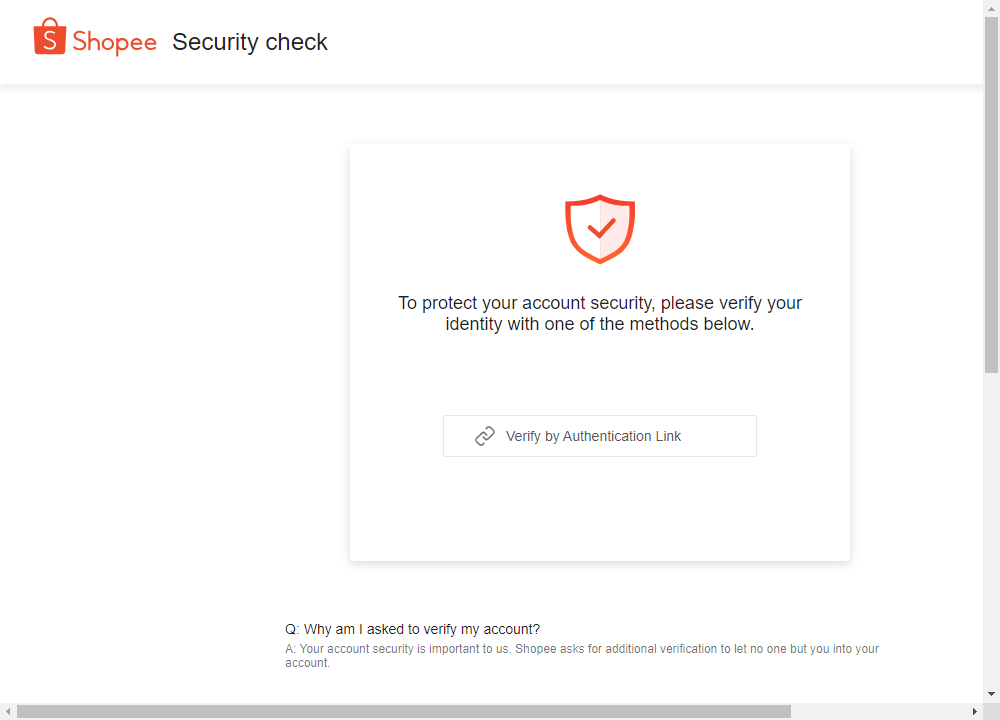 Shopee Security check
To protect your account security, please verify your
identity with one of the methods below.
Verify by Authentication Link
Q: Why am I asked to verify my account?
A: Your account security is important to us. Shopee asks for additional verification to let no one but you into your
account.